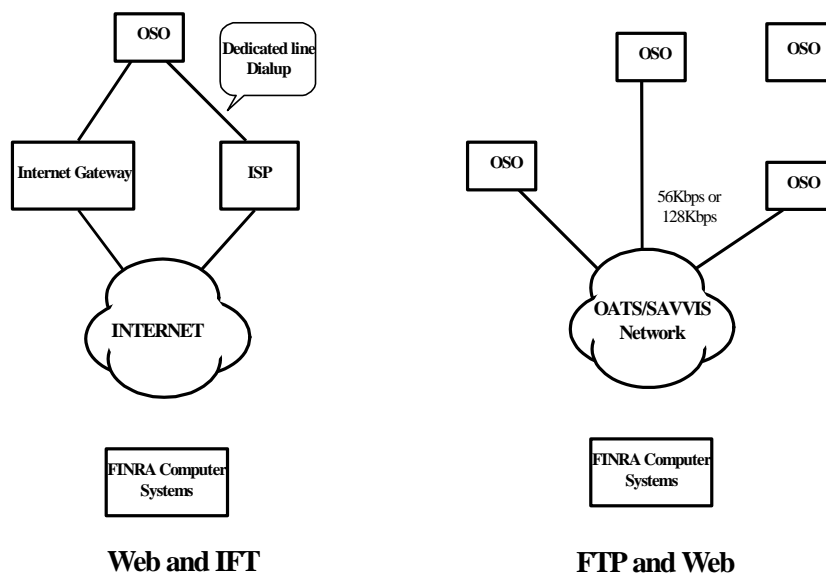 OSO
Dedicated line
Dialup
Internet Gateway
ISP
INTERNET
FINRA Computer
Systems
Web and IFT
OSO
OSO
OSO
OSO
56Kbps or
128Kbps
OATS/SAVVIS
Network
FINRA Computer
Systems
FTP and Web